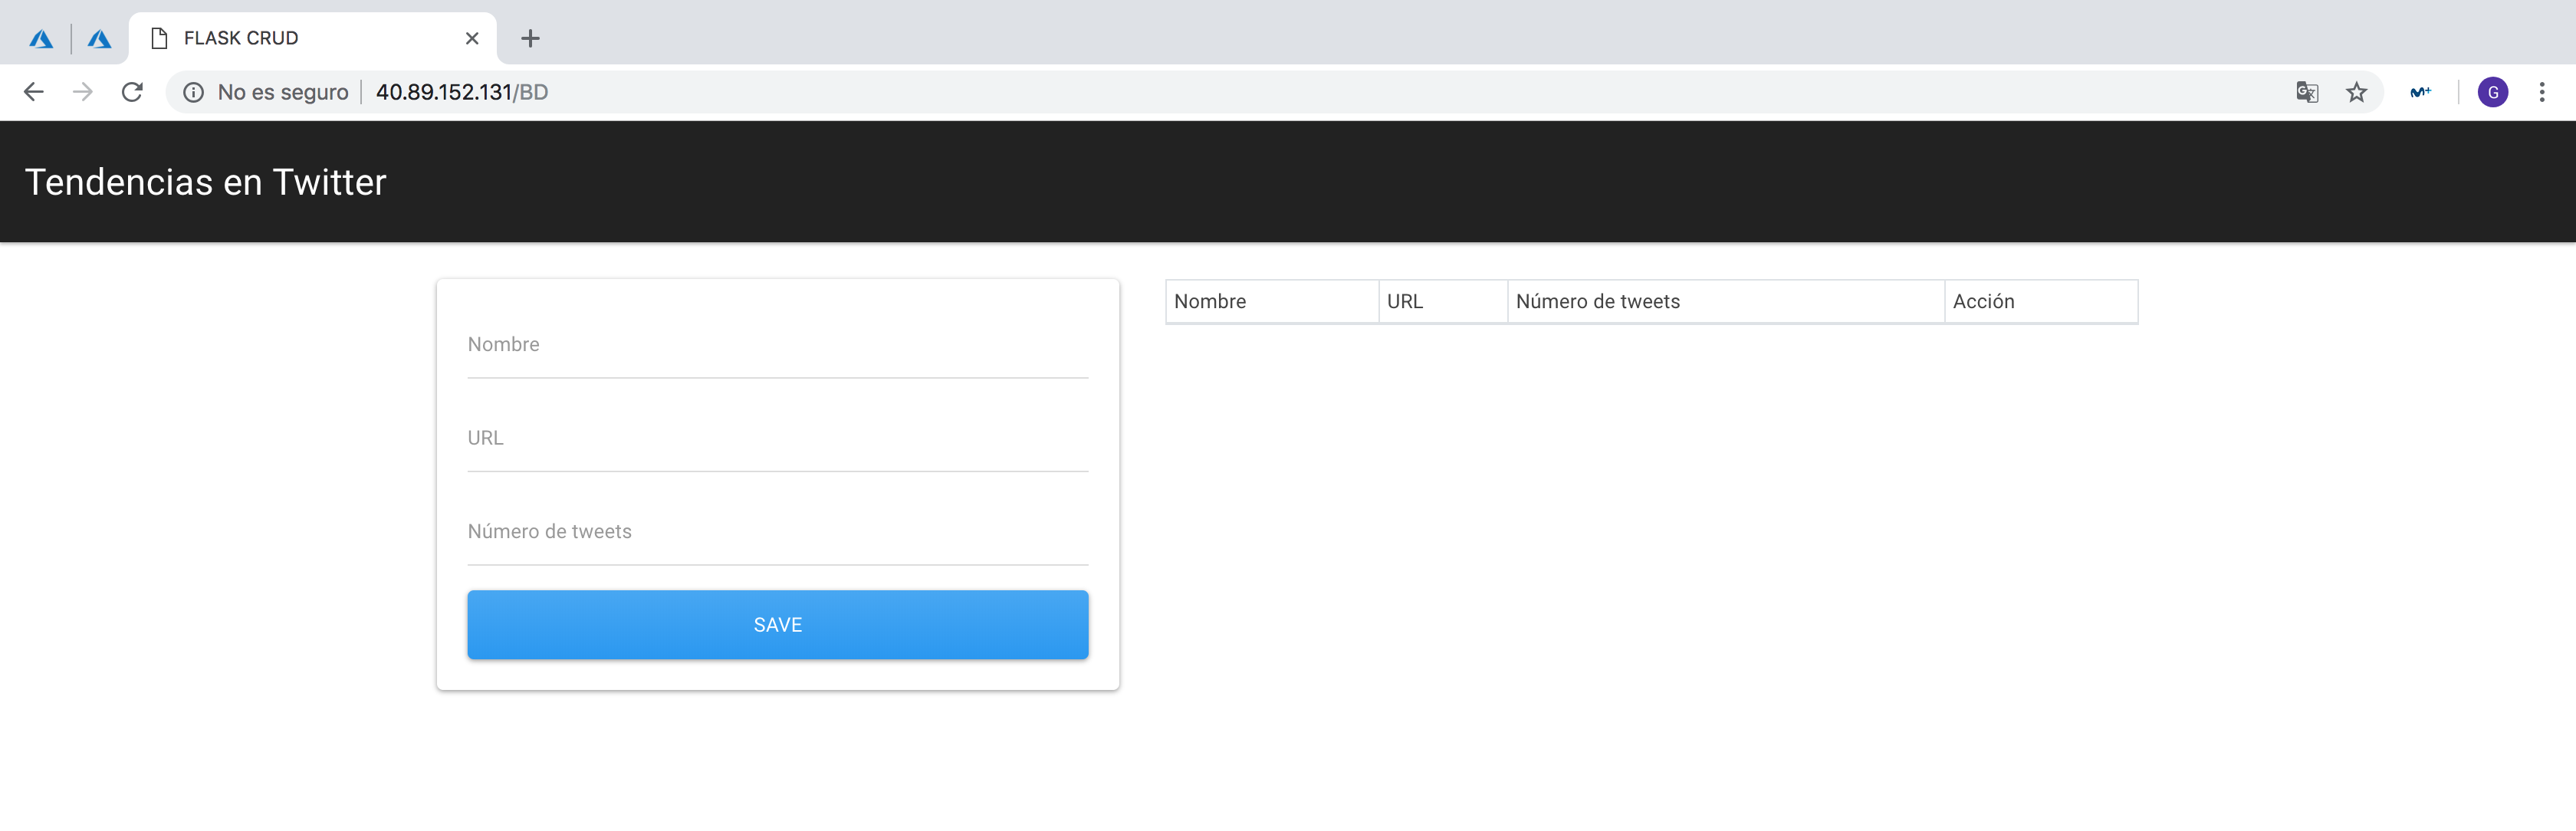 FLASK CRUD
No es seguro | 40.89.152.131/BD
G
Tendencias en Twitter
Nombre
URL
Número de tweets
SAVE
Nombre URL Número de tweets Acción